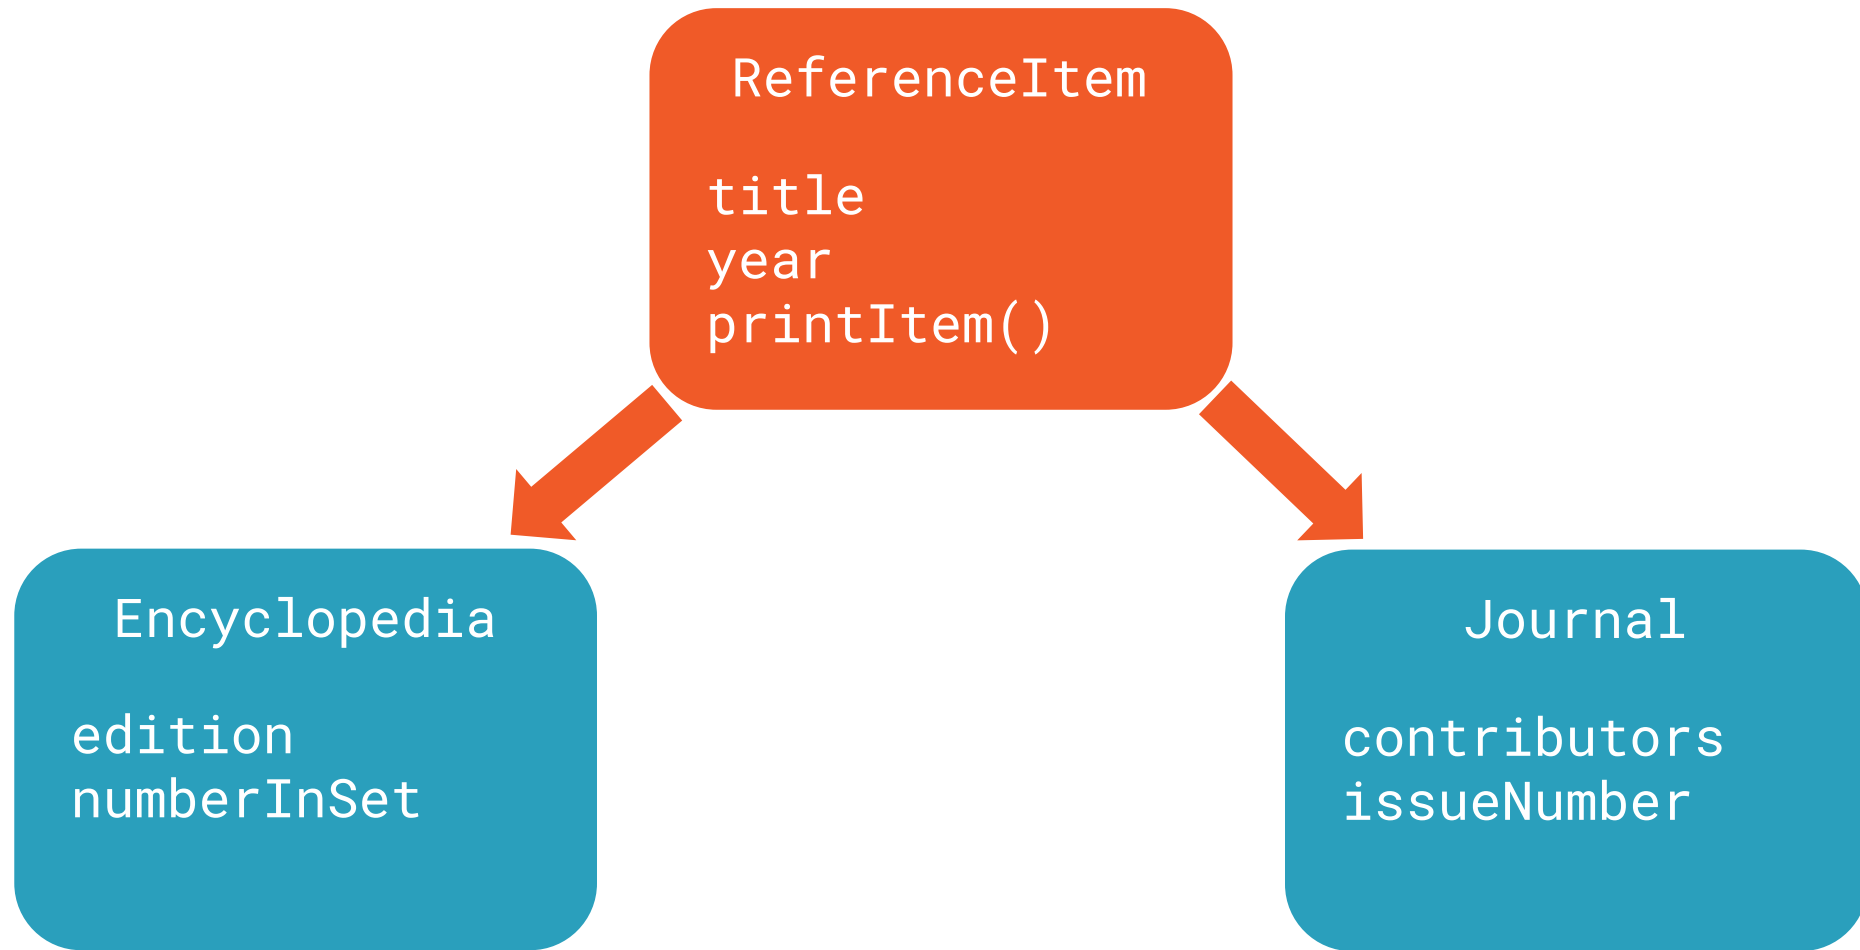 ReferenceItem
title
year
printItem()
Encyclopedia
edition
numberInSet
Journal
contributors
issueNumber